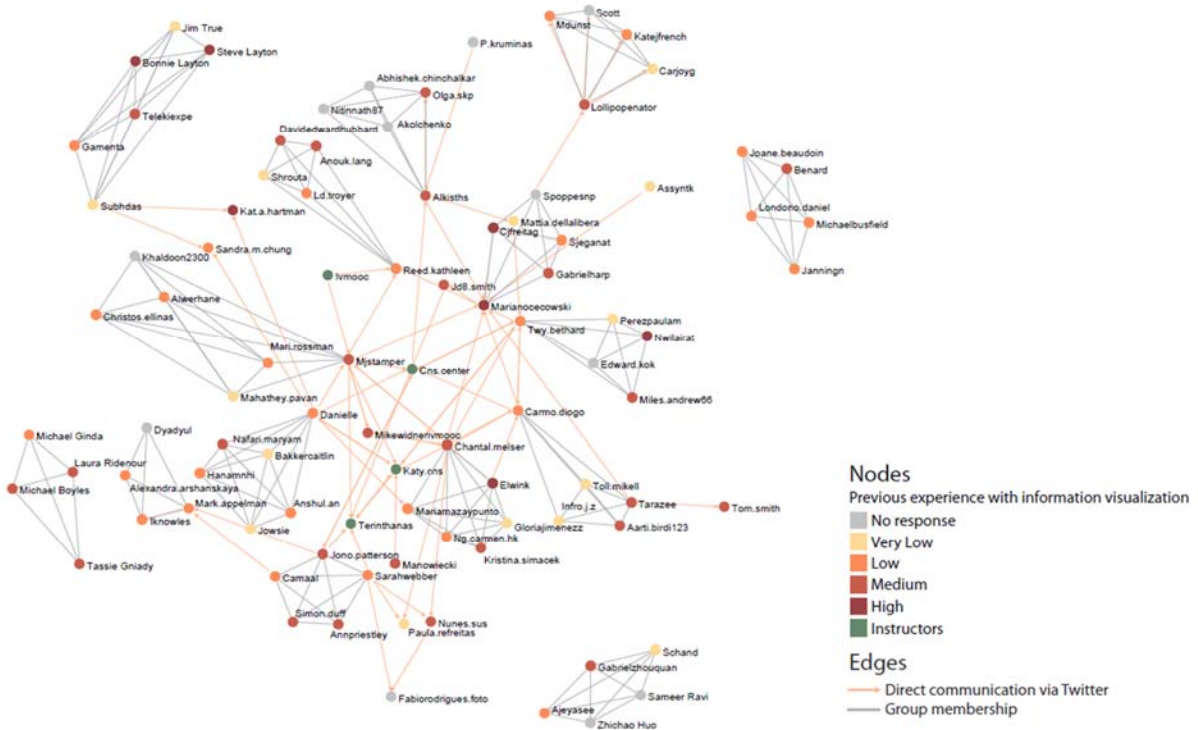 Jim True
Steve Layton
Bonnie Layton
Telekiexpe
Gamenta
Subhdas
Kat.a.hartman
Sandra.m.chung
P.kruminas
Abhishek.chinchalkar
Olga.skp
Nitinnath87
Akolchenko
Davidedwardhubbard
Anouk.lang
Shrouta
Ld.troyer
Alkisths
Scott
Mdunst
Katejfrench
Carjoyg
Lollipopenator
Joane.beaudoin
Benard
Londono.daniel
Michaelbusfield
Janningn
Assyntk
Spoppesnp
Mattia.dellalibera
Cjfreitag
Sjeganat
Gabrielharp
Khaldoon2300
Alwerhane
Christos.ellinas
Mari.rossman
Mahathey.pavan
Ivmooc
Reed.kathleen
Jd8.smith
Marianocecowski
Twy.bethard
Perezpaulam
Nwilairat
Edward.kok
Miles.andrew66
Mjstamper
Cns.center
Danielle
Carmo.diogo
Michael Ginda
Dyadyul
Nafari.maryam
Mikewidnerivmooc
Chantal.melser
Laura Ridenour
Bakkercaitlin
Hanamnhi
Katy.cns
Michael Boyles
Alexandra.arshanskaya
Elwink
Toll.mikell
Mark.appelman
Anshul.an
Mariamazaypunto
Infro.j.z
Tarazee
Tom.smith
Iknowles
Jowsie
Terinthanas
Gloriajimenezz
Aarti.birdi123
Ng.carmen.hk
Kristina.simacek
Tassie Gniady
Jono.patterson
Manowiecki
Camaal
Sarahwebber
Simon.duff
Annpriestley
Paula.refreitas
Nunes.sus
Fabiorodrigues.foto
Schand
Gabrielzhouquan
Sameer Ravi
Ajeyasee
Zhichao Huo
Nodes
Previous experience with information visualization
No response
Very Low
Low
Medium
High
Instructors
Edges
Direct communication via Twitter
Group membership